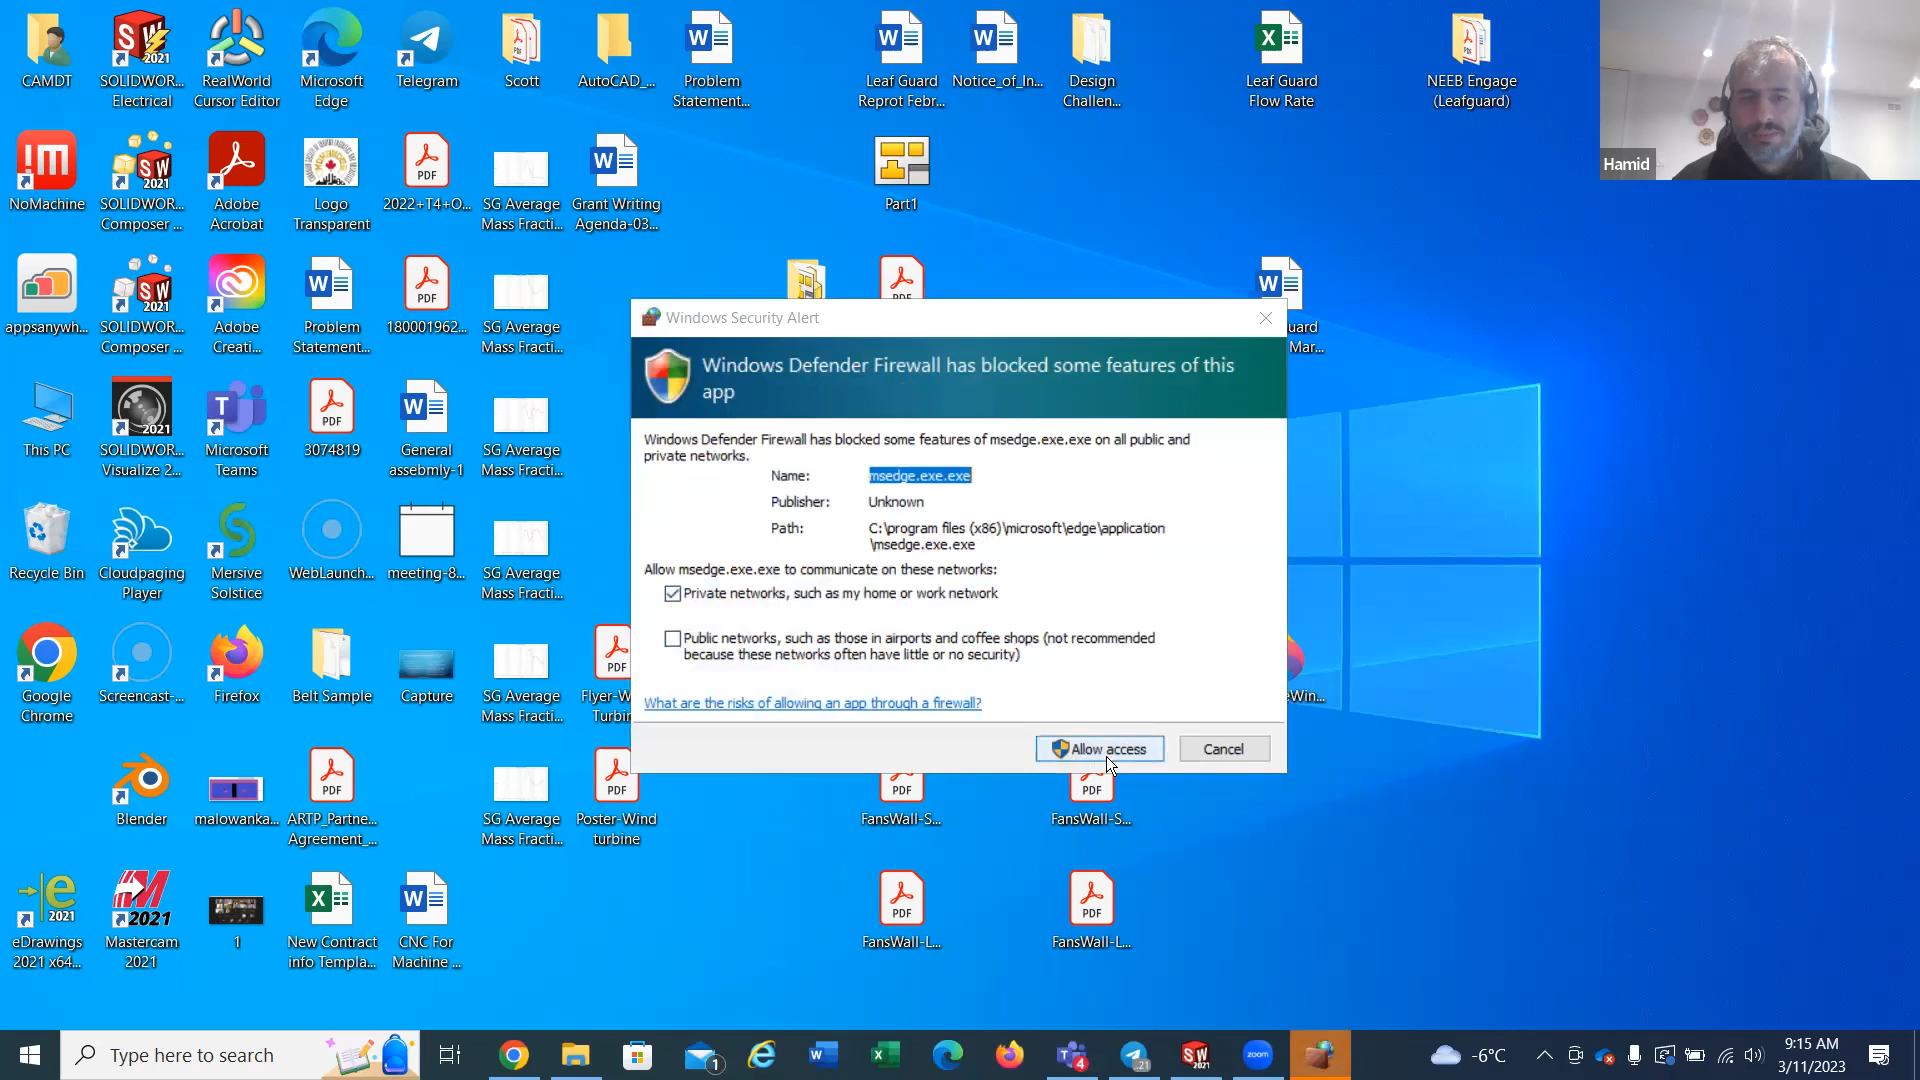 CAMDT
SOLIDWOR...
Electrical
RealWorld
Cursor Editor
Microsoft
Edge
Telegram
Scott
AutoCAD_...
Problem
Statement...
Leaf Guard
Reprot Febr...
Notice_of_In...
Design
Challen...
Leaf Guard
Flow Rate
NEEB Engage
(Leafguard)
Hamid
NoMachine
SOLIDWOR...
Composer ...
Adobe
Acrobat
Logo
Transparent
2022+T4+O...
SG Average
Mass Fracti...
Grant Writing
Agenda-03...
Part1
appsanywh...
SOLIDWOR...
Composer ...
Adobe
Creati...
Problem
Statement...
180001962...
SG Average
Mass Fracti...
uard
Mar...
This PC
SOLIDWOR...
Visualize 2...
Microsoft
Teams
3074819
General
assebmly-1
SG Average
Mass Fracti...
Recycle Bin
Cloudpaging
Player
Mersive
Solstice
WebLaunch...
meeting-8...
SG Average
Mass Fracti...
Google
Chrome
Screencast-...
Firefox
Belt Sample
Capture
SG Average
Mass Fracti...
Flyer-W
Turbin
eWin...
Blender
malowanka...
ARTP_Partne...
Agreement_...
SG Average
Mass Fracti...
Poster-Wind
turbine
FansWall-S...
FansWall-S...
eDrawings
2021 x64...
Mastercam
2021
1
New Contract
info Templa...
CNC For
Machine ...
FansWall-L...
FansWall-L...
Windows Security Alert
Windows Defender Firewall has blocked some features of this
app
Windows Defender Firewall has blocked some features of msedge.exe.exe on all public and
private networks.
Name: msedge.exe.exe
Publisher: Unknown
Path: C:\program files (x86)\microsoft\edge\application
\msedge.exe.exe
Allow msedge.exe.exe to communicate on these networks:
Private networks, such as my home or work network
Public networks, such as those in airports and coffee shops (not recommended
because these networks often have little or no security)
What are the risks of allowing an app through a firewall?
Allow access
Cancel
Type here to search
-6°C
9:15 AM
3/11/2023